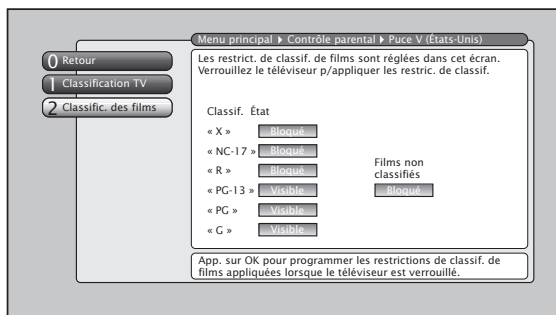 Menu principal ▸ Contrôle parental ▸ Puce V (États-Unis)
0 Retour
1 Classification TV
2 Classific. des films
Les restrict. de classif. de films sont réglées dans cet écran.
Verrouillez le téléviseur p/appliquer les restric. de classif.
Classif. État
« X » Bloqué
« NC-17 » Bloqué
« R » Bloqué
« PG-13 » Visible
« PG » Visible
« G » Visible
Films non
classifiés
Bloqué
App. sur OK pour programmer les restrictions de classif. de
films appliquées lorsque le téléviseur est verrouillé.